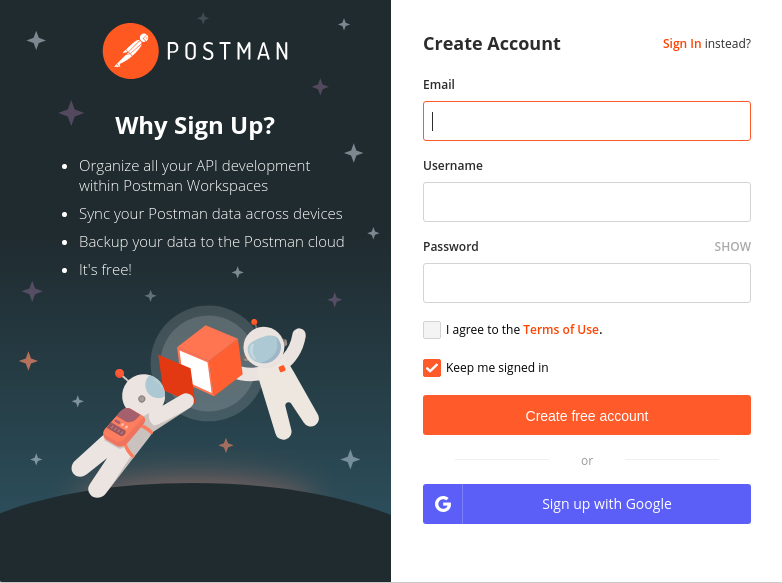 POSTMAN
Why Sign Up?
• Organize all your API development
within Postman Workspaces
• Sync your Postman data across devices
• Backup your data to the Postman cloud
• It's free!
Create Account
Sign In instead?
Email
Username
Password
SHOW
I agree to the Terms of Use.
Keep me signed in
Create free account
or
G
Sign up with Google